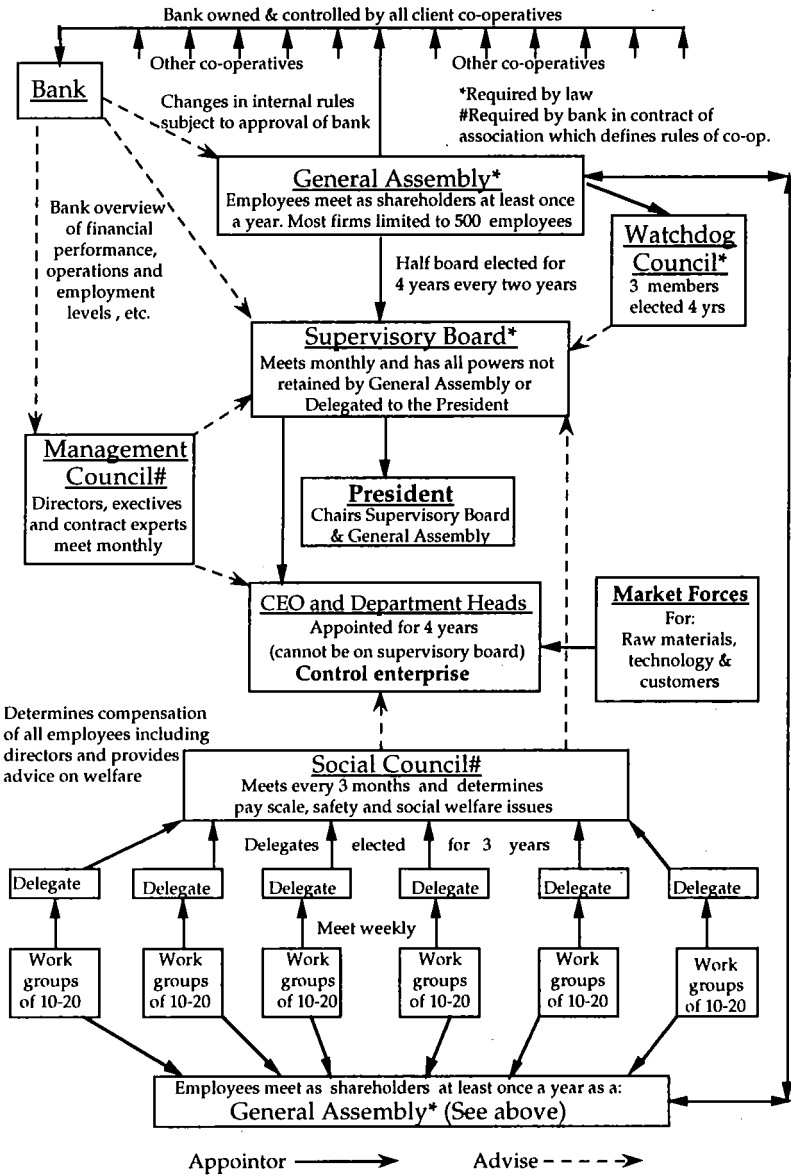 Bank owned & controlled by all client co-operatives
Other co-operatives
Other co-operatives
Bank
Changes in internal rules
subject to approval of bank
*Required by law
#Required by bank in contract of
association which defines rules of co-op.
General Assembly*
Employees meet as shareholders at least once
a year. Most firms limited to 500 employees
Bank overview
of financial
performance,
operations and
employment
levels , etc.
Half board elected for
4 years every two years
Watchdog
Council*
3 members
elected 4 yrs
Supervisory Board*
Meets monthly and has all powers not
retained by General Assembly or
Delegated to the President
Management
Council#
Directors, exectives
and contract experts
meet monthly
President
Chairs Supervisory Board
& General Assembly
CEO and Department Heads
Appointed for 4 years
(cannot be on supervisory board)
Control enterprise
Market Forces
For:
Raw materials,
technology &
customers
Determines compensation
of all employees including
directors and provides
advice on welfare
Social Council#
Meets every 3 months and determines
pay scale, safety and social welfare issues
Delegates elected for 3 years
Delegate
Delegate
Delegate
Delegate
Delegate
Delegate
Meet weekly
Work
groups
of 10-20
Work
groups
of 10-20
Work
groups
of 10-20
Work
groups
of 10-20
Work
groups
of 10-20
Work
groups
of 10-20
Employees meet as shareholders at least once a year as a:
General Assembly* (See above)
Appointor
Advise